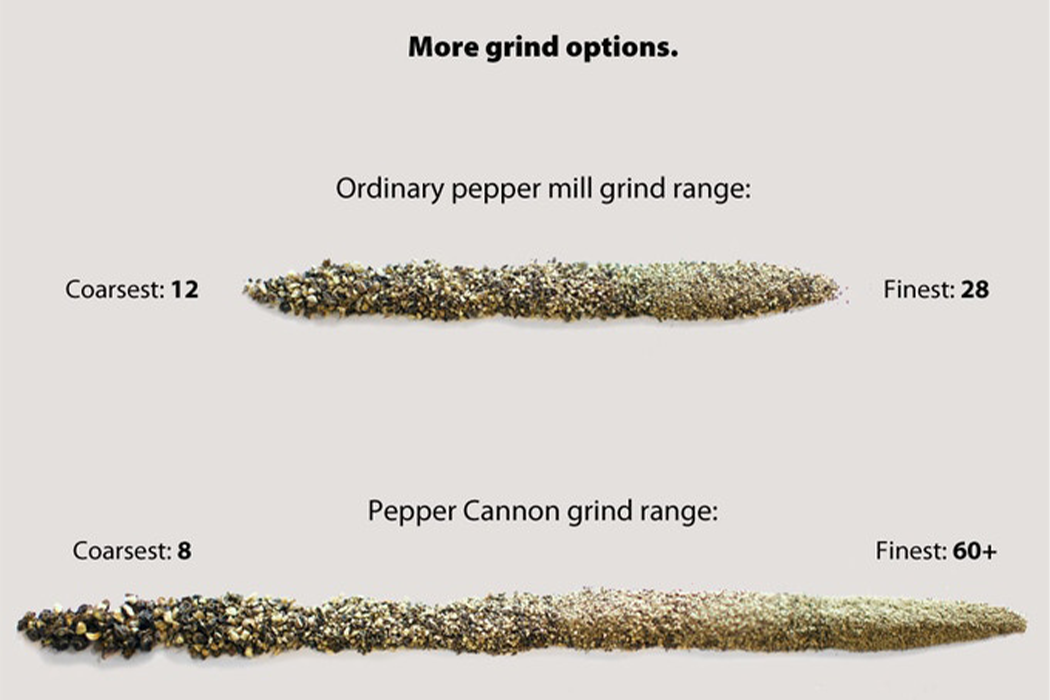 More grind options.
Ordinary pepper mill grind range:
Coarsest: 12
Finest: 28
Pepper Cannon grind range:
Coarsest: 8
Finest: 60+